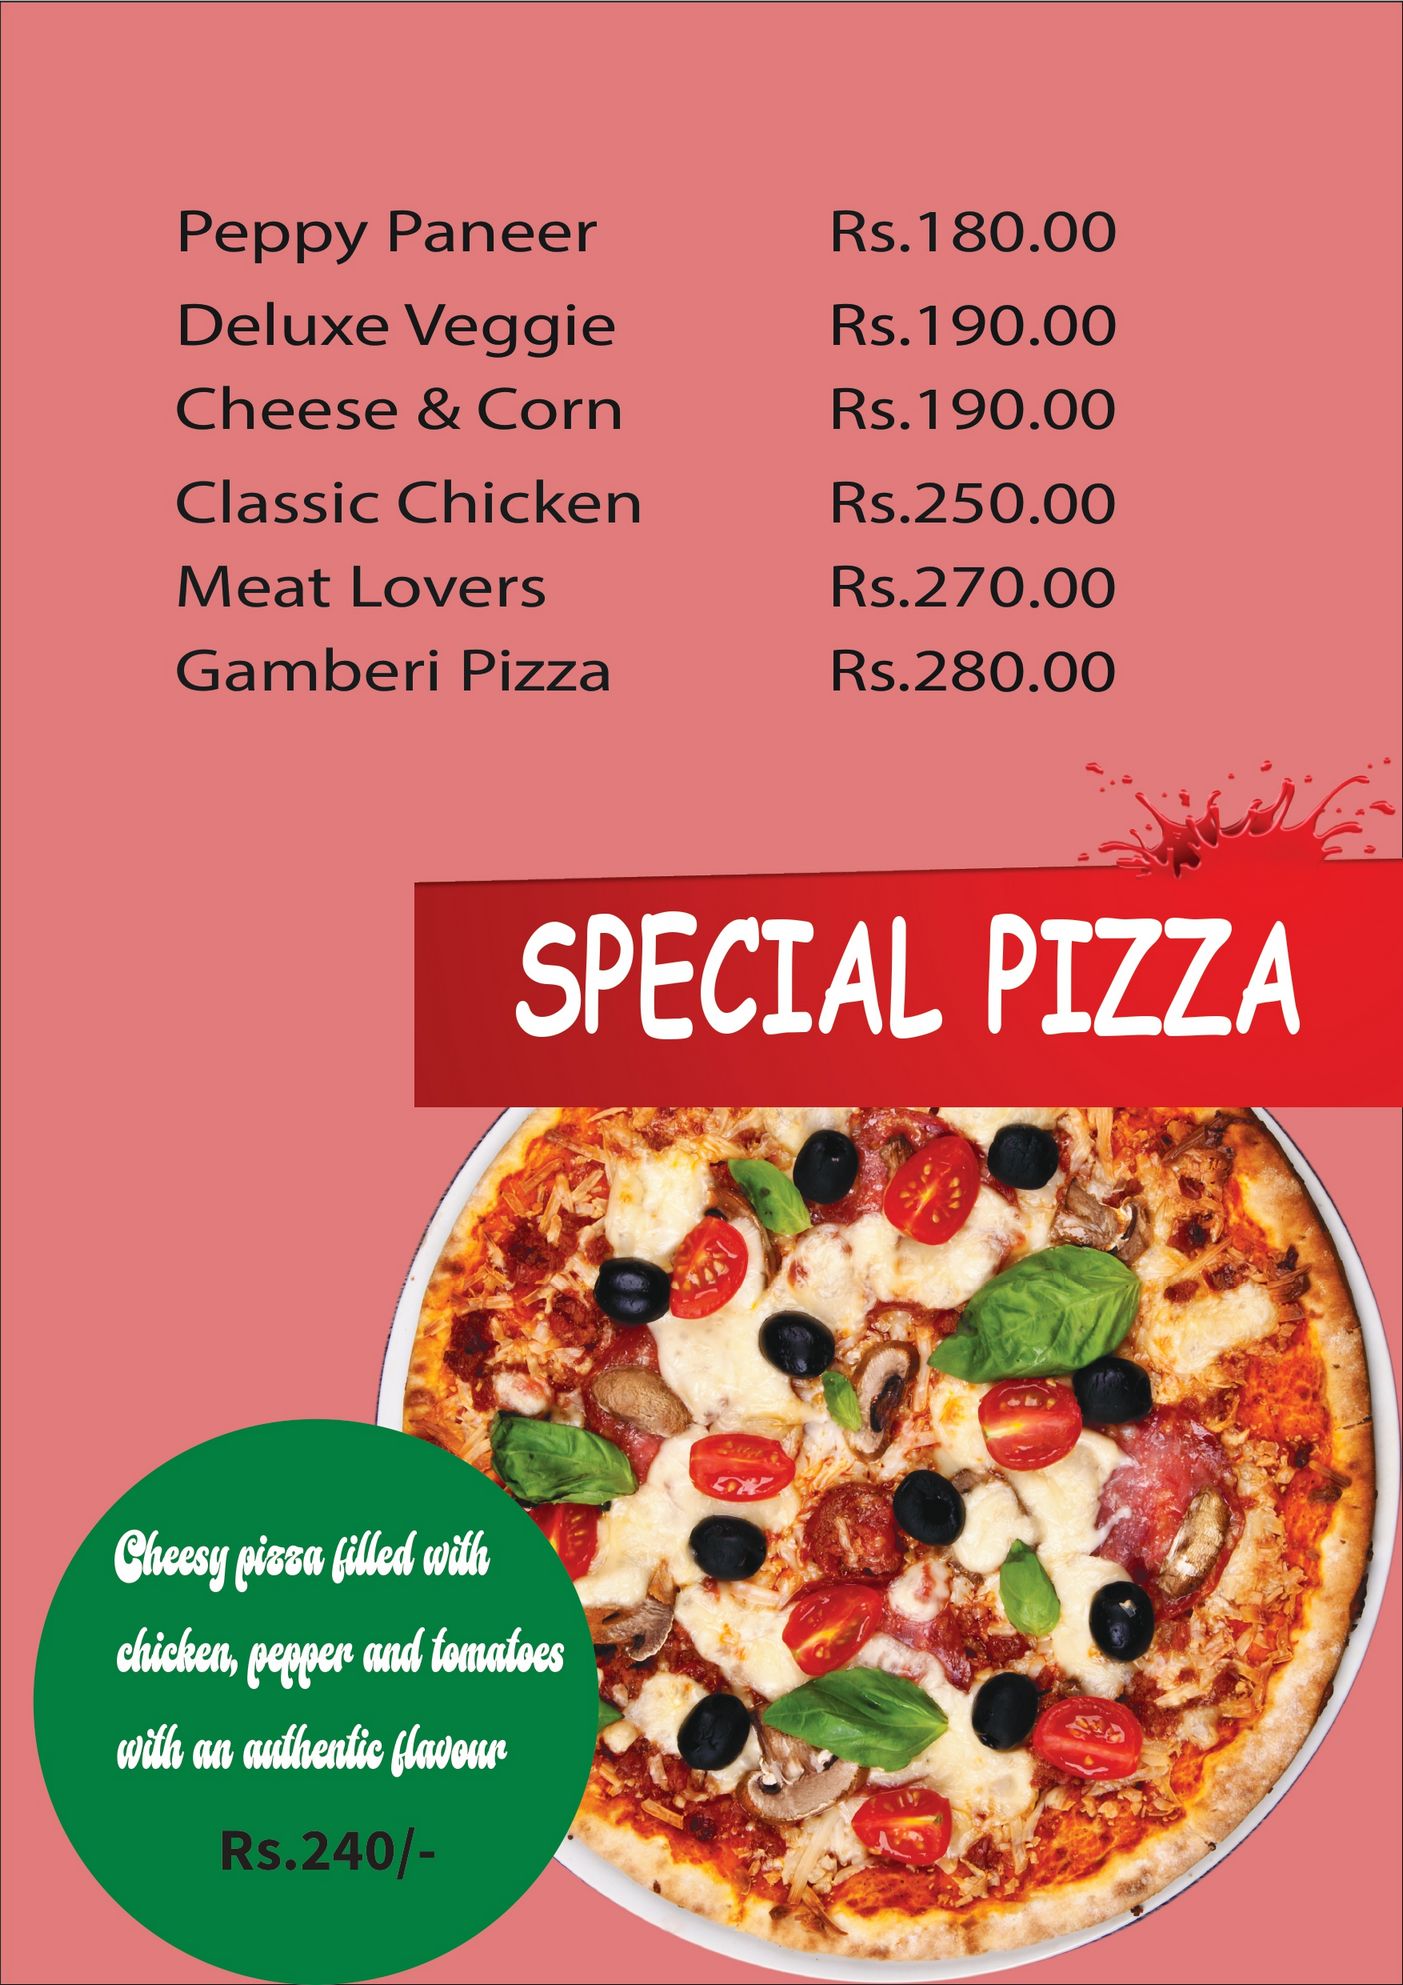 Peppy Paneer Rs.180.00
Deluxe Veggie Rs.190.00
Cheese & Corn Rs.190.00
Classic Chicken Rs.250.00
Meat Lovers Rs.270.00
Gamberi Pizza Rs.280.00
SPECIAL PIZZA
Cheesy pizza filled with
chicken, pepper and tomatoes
with an authentic flavour
Rs.240/-